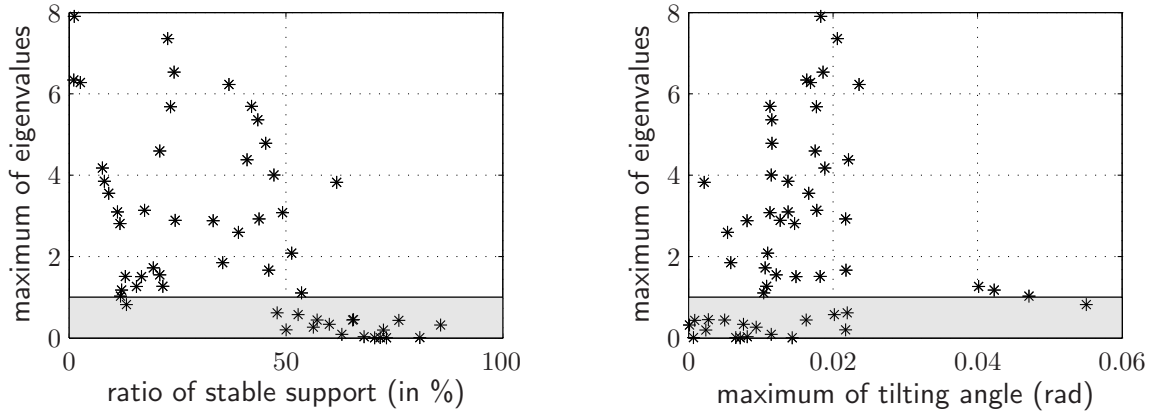 8
6
4
2
0
0 50 100
maximum of eigenvalues
ratio of stable support (in %)
8
6
4
2
0
0 0.02 0.04 0.06
maximum of eigenvalues
maximum of tilting angle (rad)